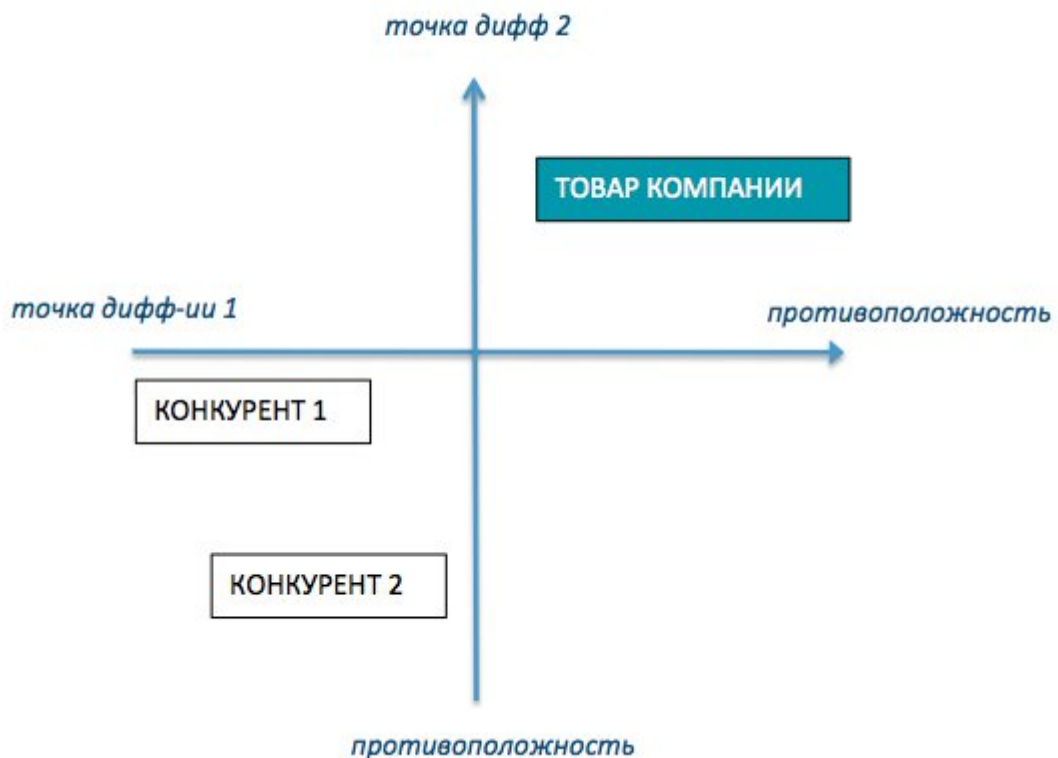 точка дифф 2
ТОВАР КОМПАНИИ
точка дифф-ии 1
противоположность
КОНКУРЕНТ 1
КОНКУРЕНТ 2
противоположность